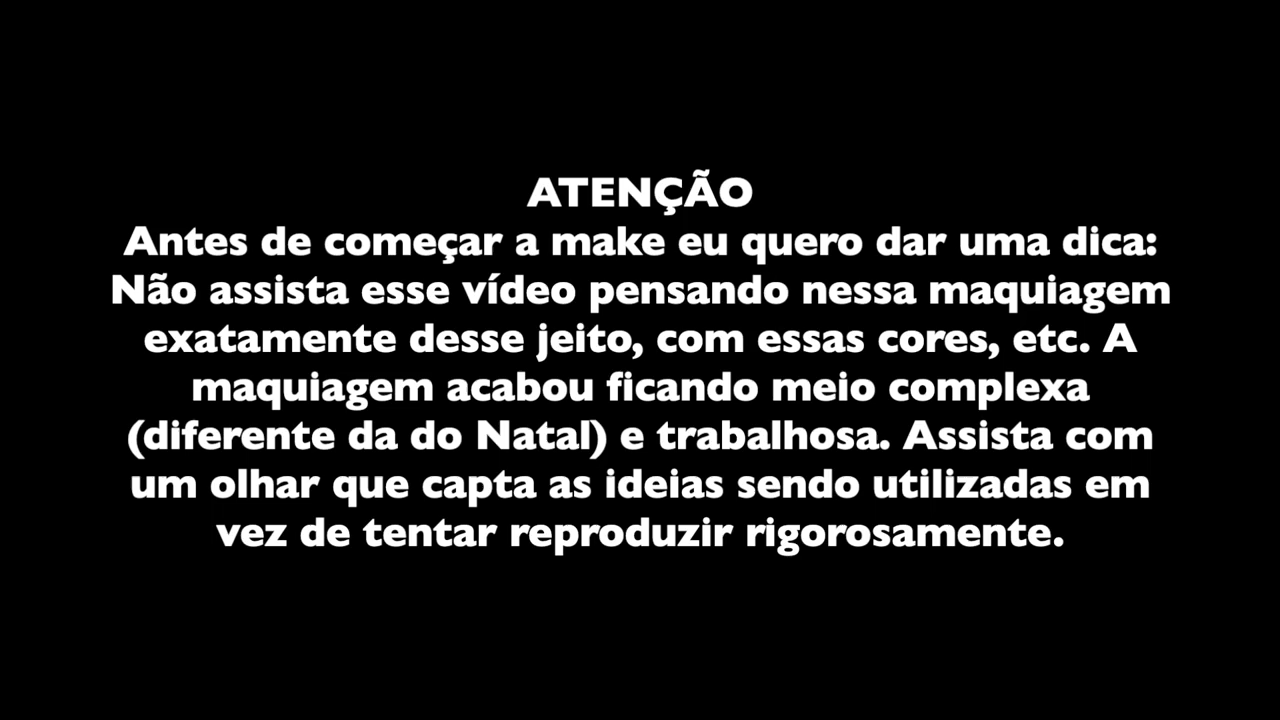 ATENÇÃO
Antes de começar a make eu quero dar uma dica:
Não assista esse vídeo pensando nessa maquiagem
exatamente desse jeito, com essas cores, etc. A
maquiagem acabou ficando meio complexa
(diferente da do Natal) e trabalhosa. Assista com
um olhar que capta as ideias sendo utilizadas em
vez de tentar reproduzir rigorosamente.